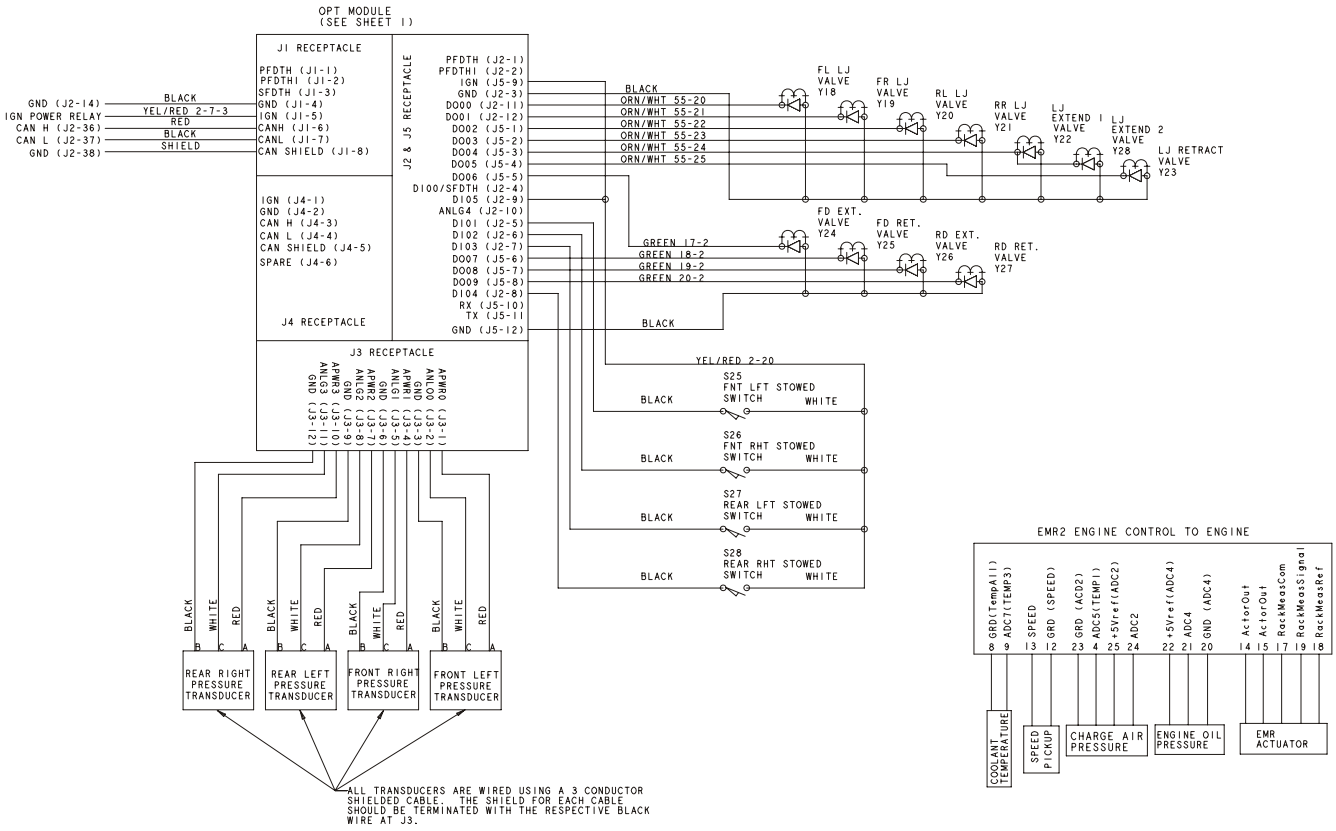 OPT MODULE
(SEE SHEET 1)
J1 RECEPTACLE
PFDTH (J1-1)
PFDTH1 (J1-2)
SFDTH (J1-3)
GND (J1-4)
IGN (J1-5)
CANH (J1-6)
CANL (J1-7)
CAN SHIELD (J1-8)
GND (J2-14)
BLACK
IGN POWER RELAY
YEL/RED 2-7-3
CAN H (J2-36)
RED
CAN L (J2-37)
BLACK
GND (J2-38)
SHIELD
IGN (J4-1)
GND (J4-2)
CAN H (J4-3)
CAN L (J4-4)
CAN SHIELD (J4-5)
SPARE (J4-6)
J4 RECEPTACLE
J2 & J5 RECEPTACLE
PFDTH (J2-1)
PFDTH1 (J2-2)
IGN (J5-9)
GND (J2-3)
DO00 (J2-11)
DO01 (J2-12)
DO02 (J5-1)
DO03 (J5-2)
DO04 (J5-3)
DO05 (J5-4)
DO06 (J5-5)
DI00/SFDTH (J2-4)
DI05 (J2-9)
ANLG4 (J2-10)
DI01 (J2-5)
DI02 (J2-6)
DI03 (J2-7)
DO07 (J5-6)
DO08 (J5-7)
DO09 (J5-8)
DI04 (J2-8)
RX (J5-10)
TX (J5-11
GND (J5-12)
BLACK
ORN/WHT 55-20
ORN/WHT 55-21
ORN/WHT 55-22
ORN/WHT 55-23
ORN/WHT 55-24
ORN/WHT 55-25
FL LJ
VALVE
Y18
FR LJ
VALVE
Y19
RL LJ
VALVE
Y20
RR LJ
VALVE
Y21
LJ
EXTEND 1
VALVE
Y22
LJ
EXTEND 2
VALVE
Y28
LJ RETRACT
VALVE
Y23
GREEN 17-2
GREEN 18-2
GREEN 19-2
GREEN 20-2
FD EXT.
VALVE
Y24
FD RET.
VALVE
Y25
RD EXT.
VALVE
Y26
RD RET.
VALVE
Y27
BLACK
YEL/RED 2-20
S25
FNT LFT STOWED
SWITCH
BLACK
WHITE
S26
FNT RHT STOWED
SWITCH
BLACK
WHITE
S27
REAR LFT STOWED
SWITCH
BLACK
WHITE
S28
REAR RHT STOWED
SWITCH
BLACK
WHITE
J3 RECEPTACLE
GND (J3-12)
ANLG3 (J3-11)
APWR3 (J3-10)
GND (J3-9)
ANLG2 (J3-8)
APWR2 (J3-7)
GND (J3-6)
ANLG1 (J3-5)
APWR1 (J3-4)
GND (J3-3)
ANLO0 (J3-2)
APWR0 (J3-1)
BLACK
WHITE
RED
BLACK
WHITE
RED
BLACK
WHITE
RED
BLACK
WHITE
RED
B C A
B C A
B C A
B C A
REAR RIGHT
PRESSURE
TRANSDUCER
REAR LEFT
PRESSURE
TRANSDUCER
FRONT RIGHT
PRESSURE
TRANSDUCER
FRONT LEFT
PRESSURE
TRANSDUCER
ALL TRANSDUCERS ARE WIRED USING A 3 CONDUCTOR
SHIELDED CABLE. THE SHIELD FOR EACH CABLE
SHOULD BE TERMINATED WITH THE RESPECTIVE BLACK
WIRE AT J3.
EMR2 ENGINE CONTROL TO ENGINE
8 GRD(TempAll)
9 ADC7(TEMP3)
13 SPEED
12 GRD (SPEED)
23 GRD (ACD2)
4 ADC5(TEMP1)
25 +5Vref(ADC2)
24 ADC2
22 +5Vref(ADC4)
21 ADC4
20 GND (ADC4)
14 ActorOut
15 ActorOut
17 RackMeasCom
19 RackMeasSignal
18 RackMeasRef
COOLANT
TEMPERATURE
SPEED
PICKUP
CHARGE AIR
PRESSURE
ENGINE OIL
PRESSURE
EMR
ACTUATOR